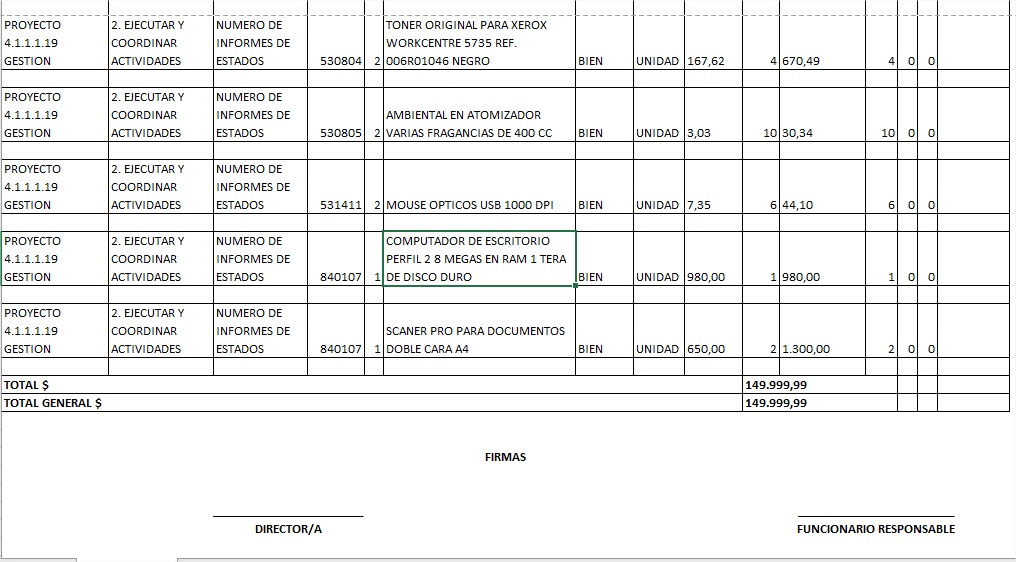 PROYECTO 2. EJECUTAR Y NUMERO DE TONER ORIGINAL PARA XEROX
4.1.1.1.19 COORDINAR INFORMES DE WORKCENTRE 5735 REF.
GESTION ACTIVIDADES ESTADOS 530804 2 006R01046 NEGRO BIEN UNIDAD 167,62 4 670,49 4 0 0
PROYECTO 2. EJECUTAR Y NUMERO DE
4.1.1.1.19 COORDINAR INFORMES DE AMBIENTAL EN ATOMIZADOR
GESTION ACTIVIDADES ESTADOS 530805 2 VARIAS FRAGANCIAS DE 400 CC BIEN UNIDAD 3,03 10 30,34 10 0 0
PROYECTO 2. EJECUTAR Y NUMERO DE
4.1.1.1.19 COORDINAR INFORMES DE
GESTION ACTIVIDADES ESTADOS 531411 2 MOUSE OPTICOS USB 1000 DPI BIEN UNIDAD 7,35 6 44,10 6 0 0
PROYECTO 2. EJECUTAR Y NUMERO DE COMPUTADOR DE ESCRITORIO
4.1.1.1.19 COORDINAR INFORMES DE PERFIL 2 8 MEGAS EN RAM 1 TERA
GESTION ACTIVIDADES ESTADOS 840107 1 DE DISCO DURO BIEN UNIDAD 980,00 1 980,00 1 0 0
PROYECTO 2. EJECUTAR Y NUMERO DE
4.1.1.1.19 COORDINAR INFORMES DE SCANER PRO PARA DOCUMENTOS
GESTION ACTIVIDADES ESTADOS 840107 1 DOBLE CARA A4 BIEN UNIDAD 650,00 2 1.300,00 2 0 0
TOTAL $ 149.999,99
TOTAL GENERAL $ 149.999,99
FIRMAS
DIRECTOR/A FUNCIONARIO RESPONSABLE